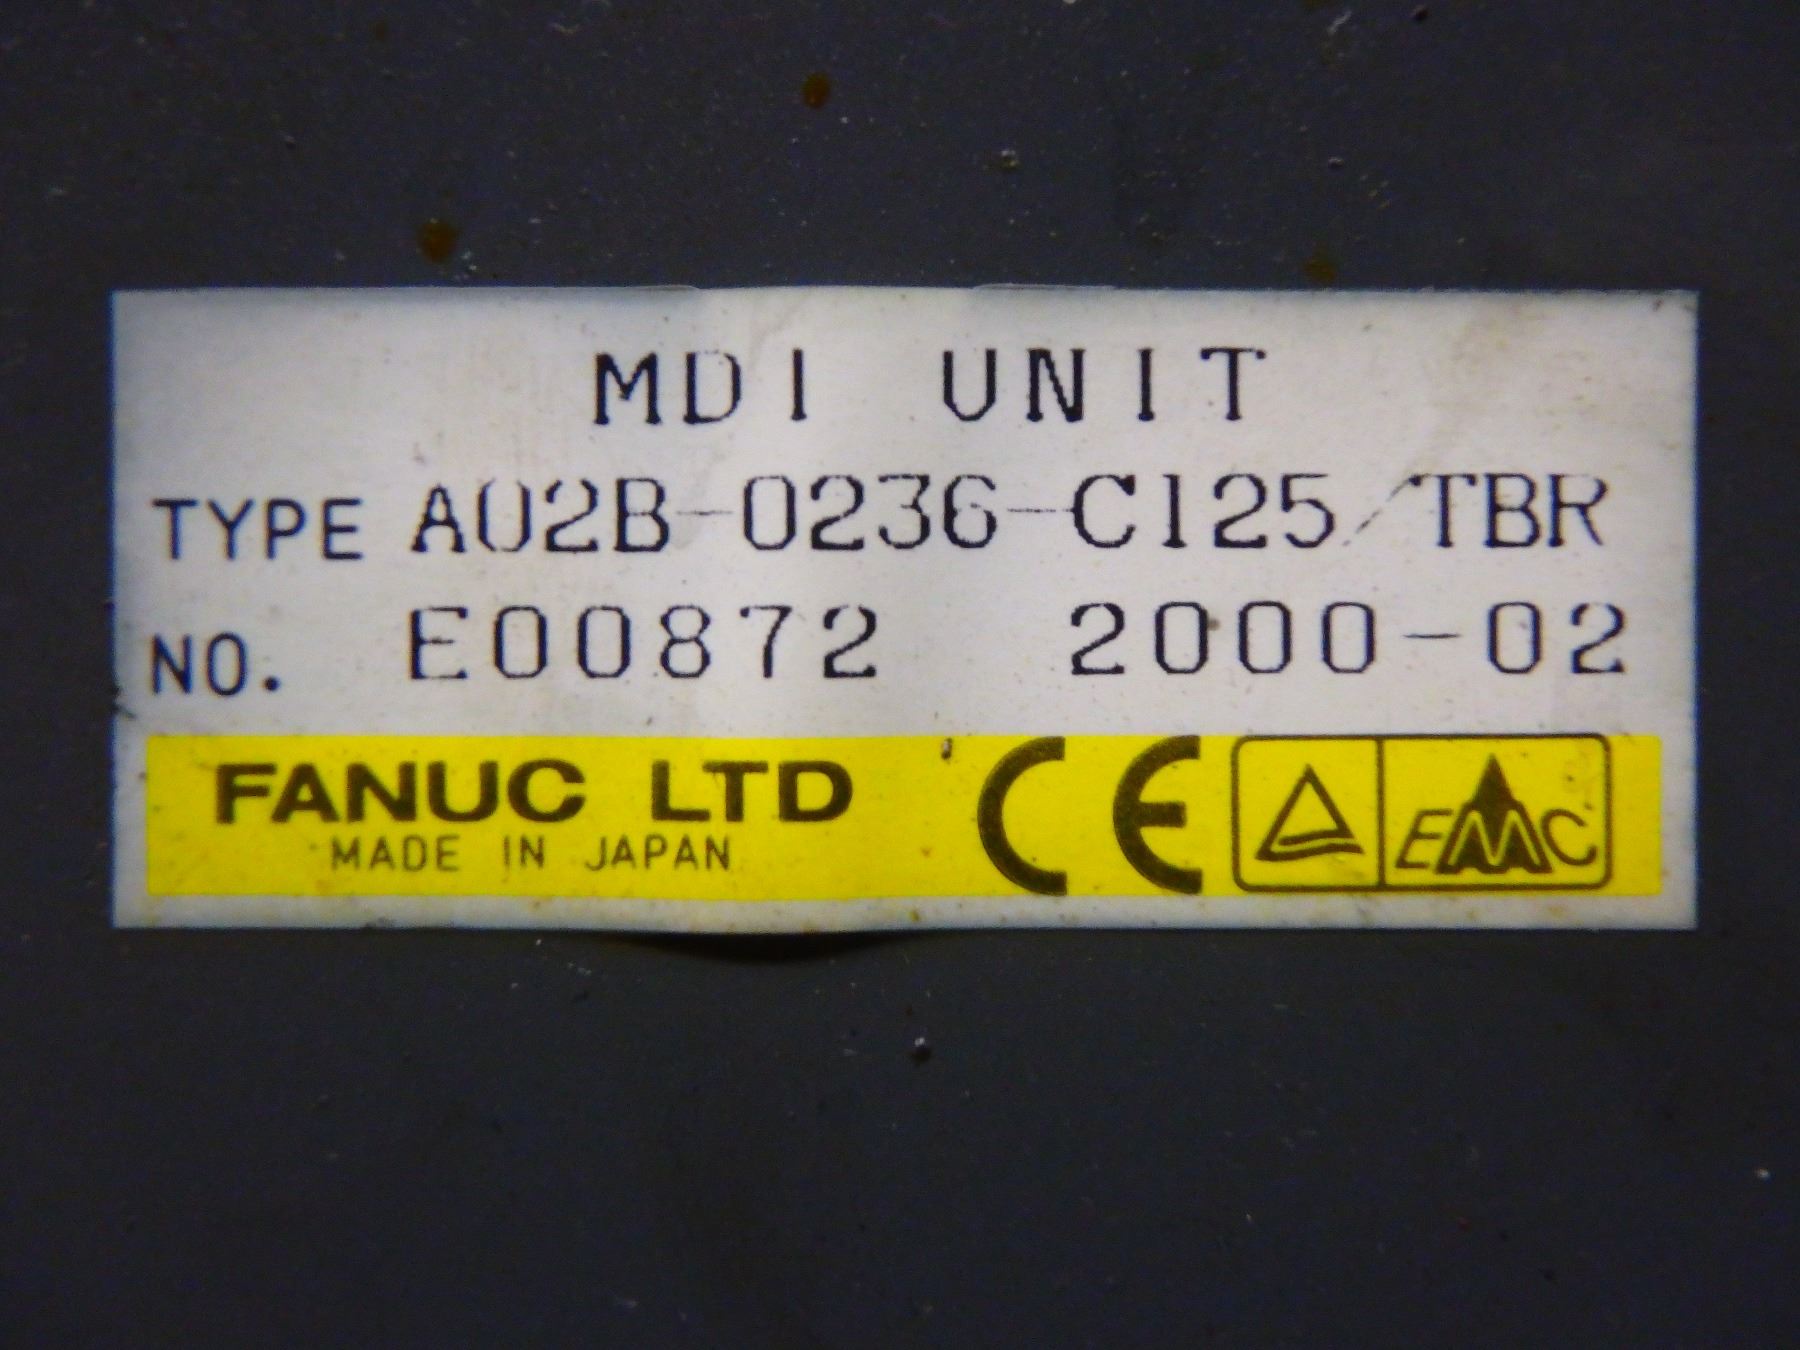 MDI UNIT
TYPE A02B-0236-C125/TBR
NO. E00872 2000-02
FANUC LTD CE EMC
MADE IN JAPAN